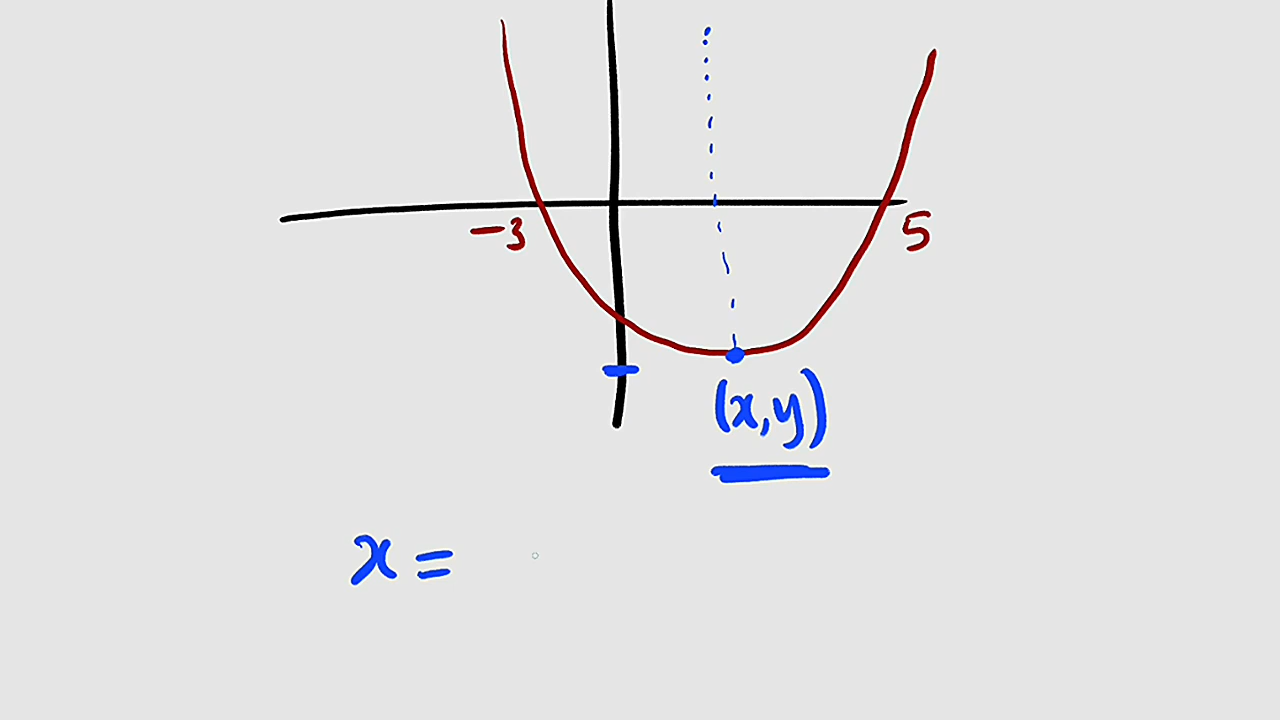 -3 5
(x,y)
x =